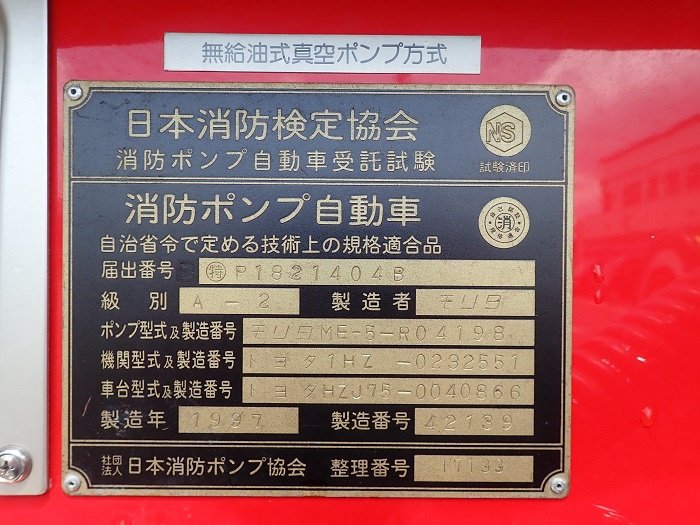 無給油式真空ポンプ方式
日本消防検定協会
NS
消防ポンプ自動車受託試験
試験済印
消防ポンプ自動車
消
自治省令で定める技術上の規格適合品
届出番号 特 P1821404B
級別 A-2 製造者 モリタ
ポンプ型式及製造番号 モリタME-5-R04198
機関型式及製造番号 トヨタ1HZ-0232551
車台型式及製造番号 トヨタHZJ75-0040866
製造年 1997 製造番号 42139
社団法人 日本消防ポンプ協会 整理番号 17133